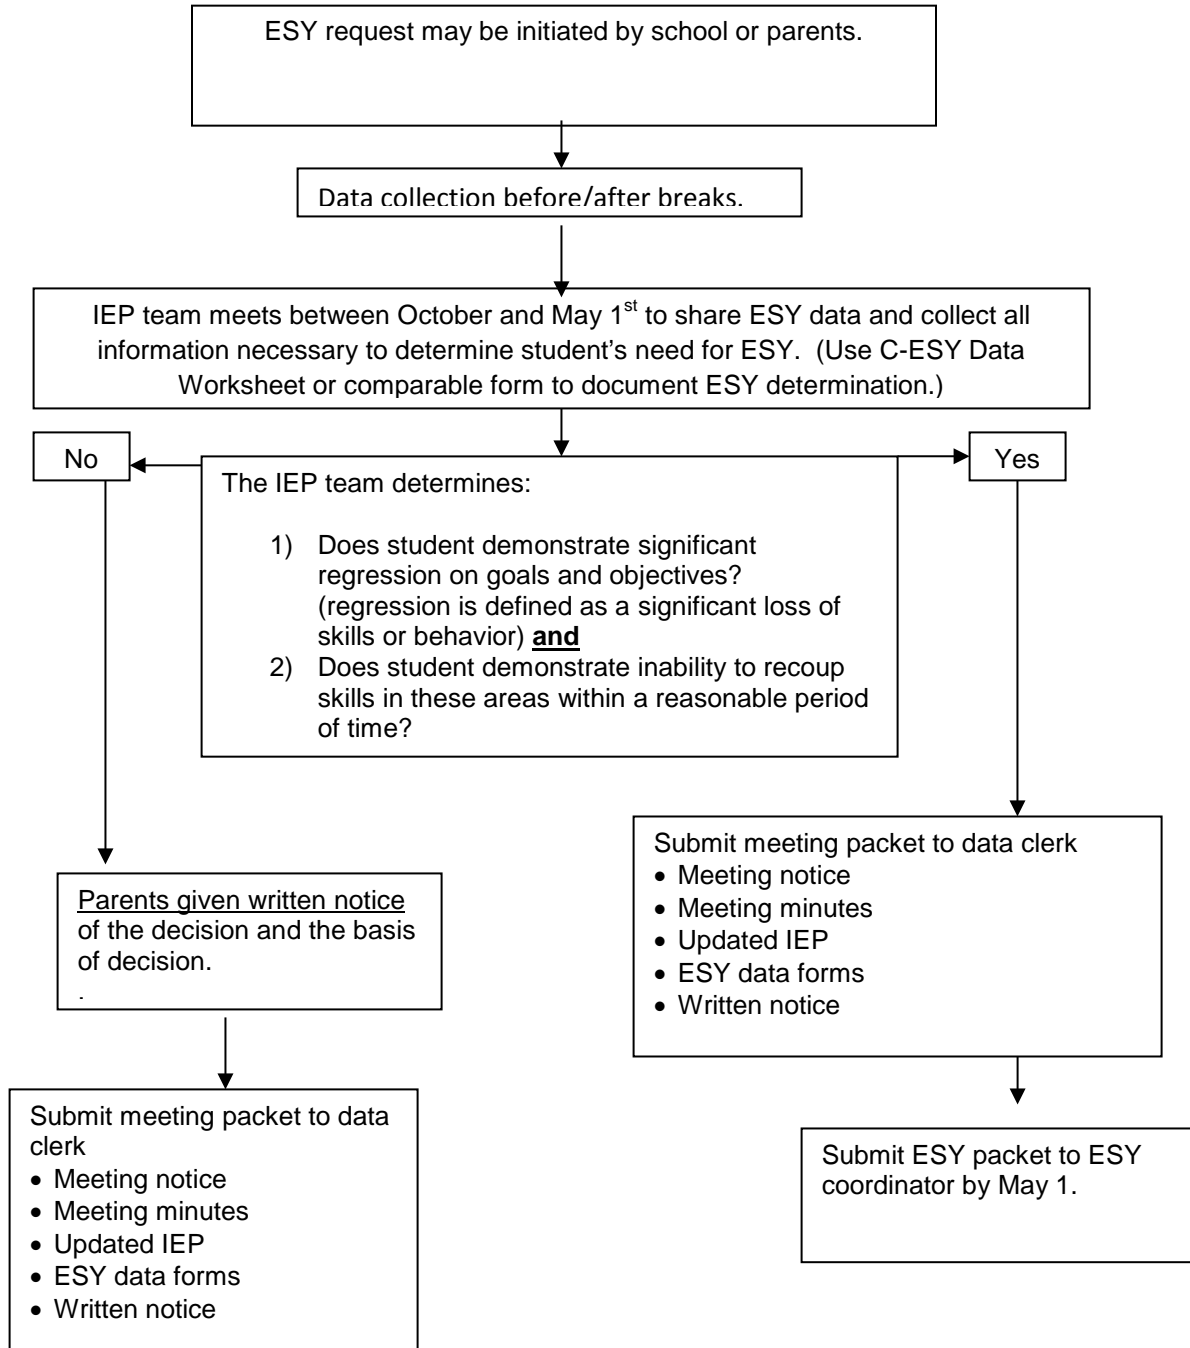 ESY request may be initiated by school or parents.
Data collection before/after breaks.
IEP team meets between October and May 1st to share ESY data and collect all
information necessary to determine student's need for ESY.  (Use C-ESY Data
Worksheet or comparable form to document ESY determination.)
No
Yes
The IEP team determines:
1) Does student demonstrate significant
regression on goals and objectives?
(regression is defined as a significant loss of
skills or behavior) and
2) Does student demonstrate inability to recoup
skills in these areas within a reasonable period
of time?
Parents given written notice
of the decision and the basis
of decision.
.
Submit meeting packet to data
clerk
• Meeting notice
• Meeting minutes
• Updated IEP
• ESY data forms
• Written notice
Submit meeting packet to data clerk
• Meeting notice
• Meeting minutes
• Updated IEP
• ESY data forms
• Written notice
Submit ESY packet to ESY
coordinator by May 1.